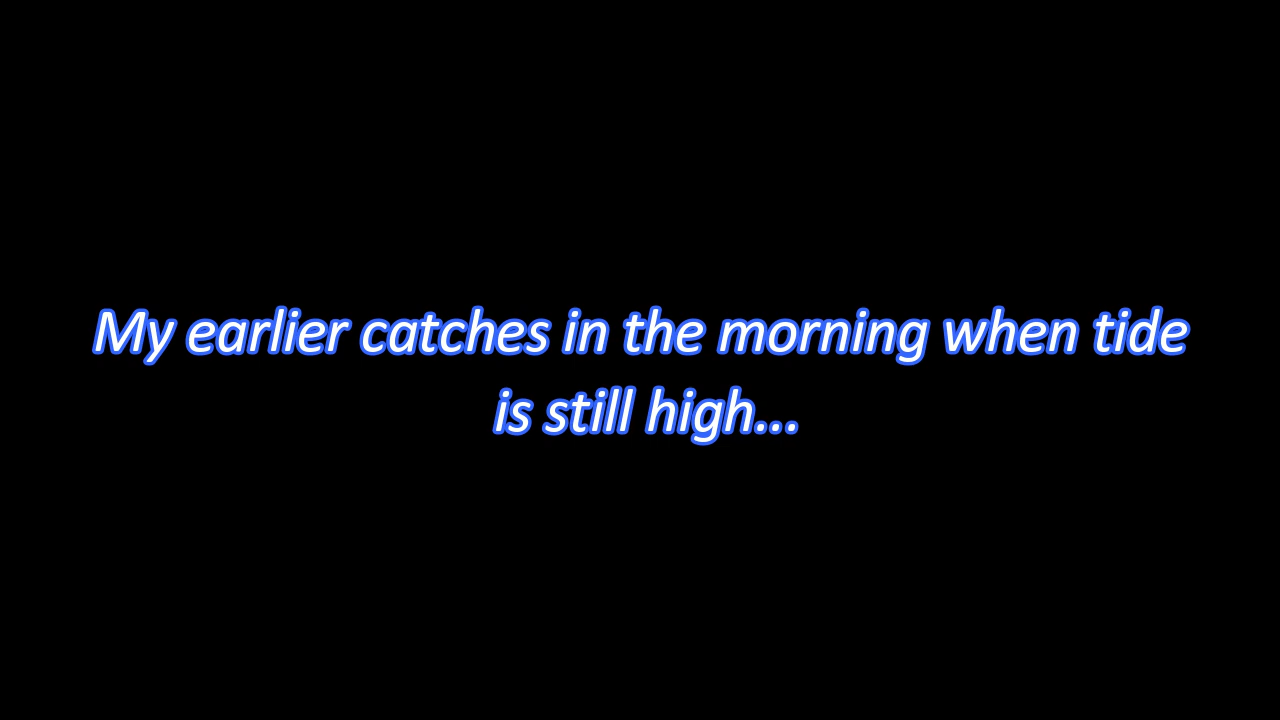 My earlier catches in the morning when tide
is still high...